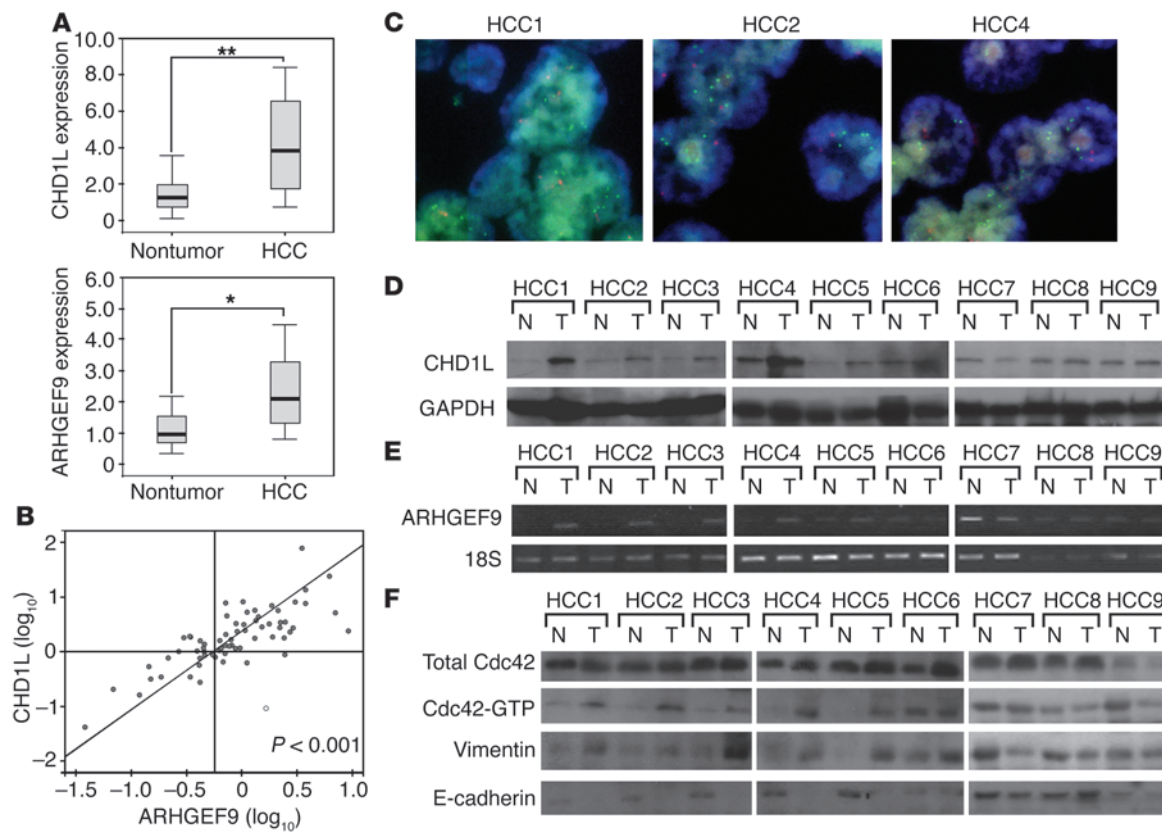 A
CHD1L expression
10.0
8.0
6.0
4.0
2.0
0
**
Nontumor HCC
ARHGEF9 expression
6.0
5.0
4.0
3.0
2.0
1.0
0
*
Nontumor HCC
B
CHD1L (log10)
2
1
0
−1
−2
P < 0.001
−1.5 −1.0 −0.5 0 0.5 1.0
ARHGEF9 (log10)
C
HCC1 HCC2 HCC4
D
HCC1 HCC2 HCC3 HCC4 HCC5 HCC6 HCC7 HCC8 HCC9
N T N T N T N T N T N T N T N T N T
CHD1L
GAPDH
E
HCC1 HCC2 HCC3 HCC4 HCC5 HCC6 HCC7 HCC8 HCC9
N T N T N T N T N T N T N T N T N T
ARHGEF9
18S
F
HCC1 HCC2 HCC3 HCC4 HCC5 HCC6 HCC7 HCC8 HCC9
N T N T N T N T N T N T N T N T N T
Total Cdc42
Cdc42-GTP
Vimentin
E-cadherin